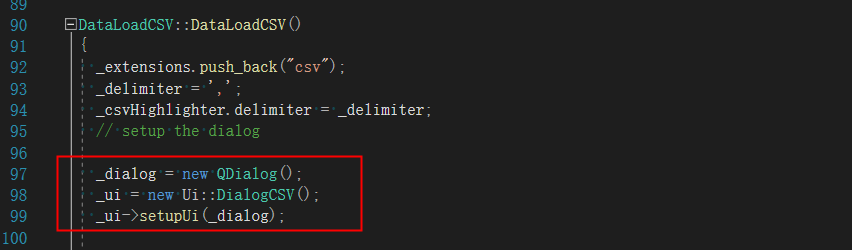 89
90 DataLoadCSV::DataLoadCSV()
91 {
92 _extensions.push_back("csv");
93 _delimiter = ',';
94 _csvHighlighter.delimiter = _delimiter;
95 // setup the dialog
96
97 _dialog = new QDialog();
98 _ui = new Ui::DialogCSV();
99 _ui->setupUi(_dialog);
100